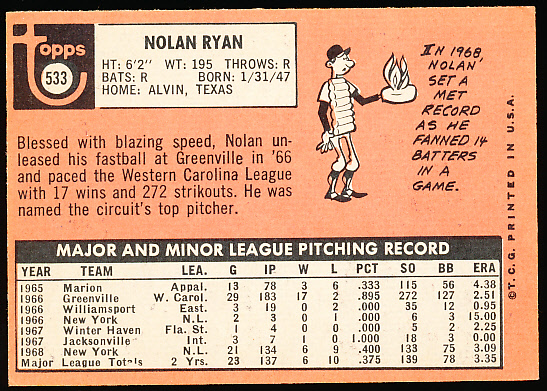 topps
533
NOLAN RYAN
HT: 6'2" WT: 195 THROWS: R
BATS: R BORN: 1/31/47
HOME: ALVIN, TEXAS
Blessed with blazing speed, Nolan un-
leased his fastball at Greenville in '66
and paced the Western Carolina League
with 17 wins and 272 strikouts. He was
named the circuit's top pitcher.
IN 1968,
NOLAN
SET A
MET
RECORD
AS HE
FANNED 14
BATTERS
IN A
GAME.
©T.C.G. PRINTED IN U.S.A.
MAJOR AND MINOR LEAGUE PITCHING RECORD
YEAR TEAM LEA. G IP W L PCT SO BB ERA
1965 Marion Appal. 13 78 3 6 .333 115 56 4.38
1966 Greenville W. Carol. 29 183 17 2 .895 272 127 2.51
1966 Williamsport East. 3 19 0 2 .000 35 12 0.95
1966 New York N.L. 2 3 0 1 .000 6 3 15.00
1967 Winter Haven Fla. St. 1 4 0 0 .000 5 2 2.25
1967 Jacksonville Int. 3 7 1 0 1.000 18 3 0.00
1968 New York N.L. 21 134 6 9 .400 133 75 3.09
Major League Totals 2 Yrs. 23 137 6 10 .375 139 78 3.35